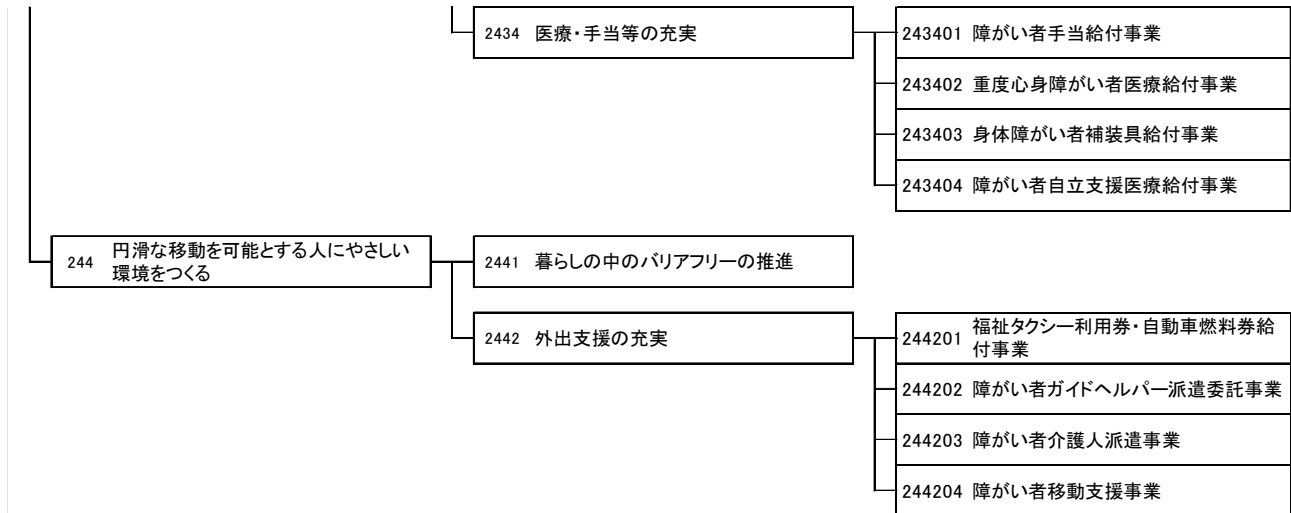 2434 医療・手当等の充実
243401 障がい者手当給付事業
243402 重度心身障がい者医療給付事業
243403 身体障がい者補装具給付事業
243404 障がい者自立支援医療給付事業
244 円滑な移動を可能とする人にやさしい
環境をつくる
2441 暮らしの中のバリアフリーの推進
2442 外出支援の充実
244201 福祉タクシー利用券・自動車燃料券給
付事業
244202 障がい者ガイドヘルパー派遣委託事業
244203 障がい者介護人派遣事業
244204 障がい者移動支援事業